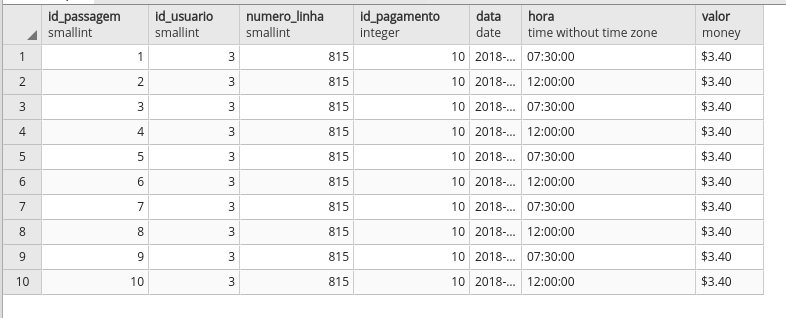 id_passagem id_usuario numero_linha id_pagamento data hora valor
smallint smallint smallint integer date time without time zone money
1 1 3 815 10 2018-... 07:30:00 $3.40
2 2 3 815 10 2018-... 12:00:00 $3.40
3 3 3 815 10 2018-... 07:30:00 $3.40
4 4 3 815 10 2018-... 12:00:00 $3.40
5 5 3 815 10 2018-... 07:30:00 $3.40
6 6 3 815 10 2018-... 12:00:00 $3.40
7 7 3 815 10 2018-... 07:30:00 $3.40
8 8 3 815 10 2018-... 12:00:00 $3.40
9 9 3 815 10 2018-... 07:30:00 $3.40
10 10 3 815 10 2018-... 12:00:00 $3.40